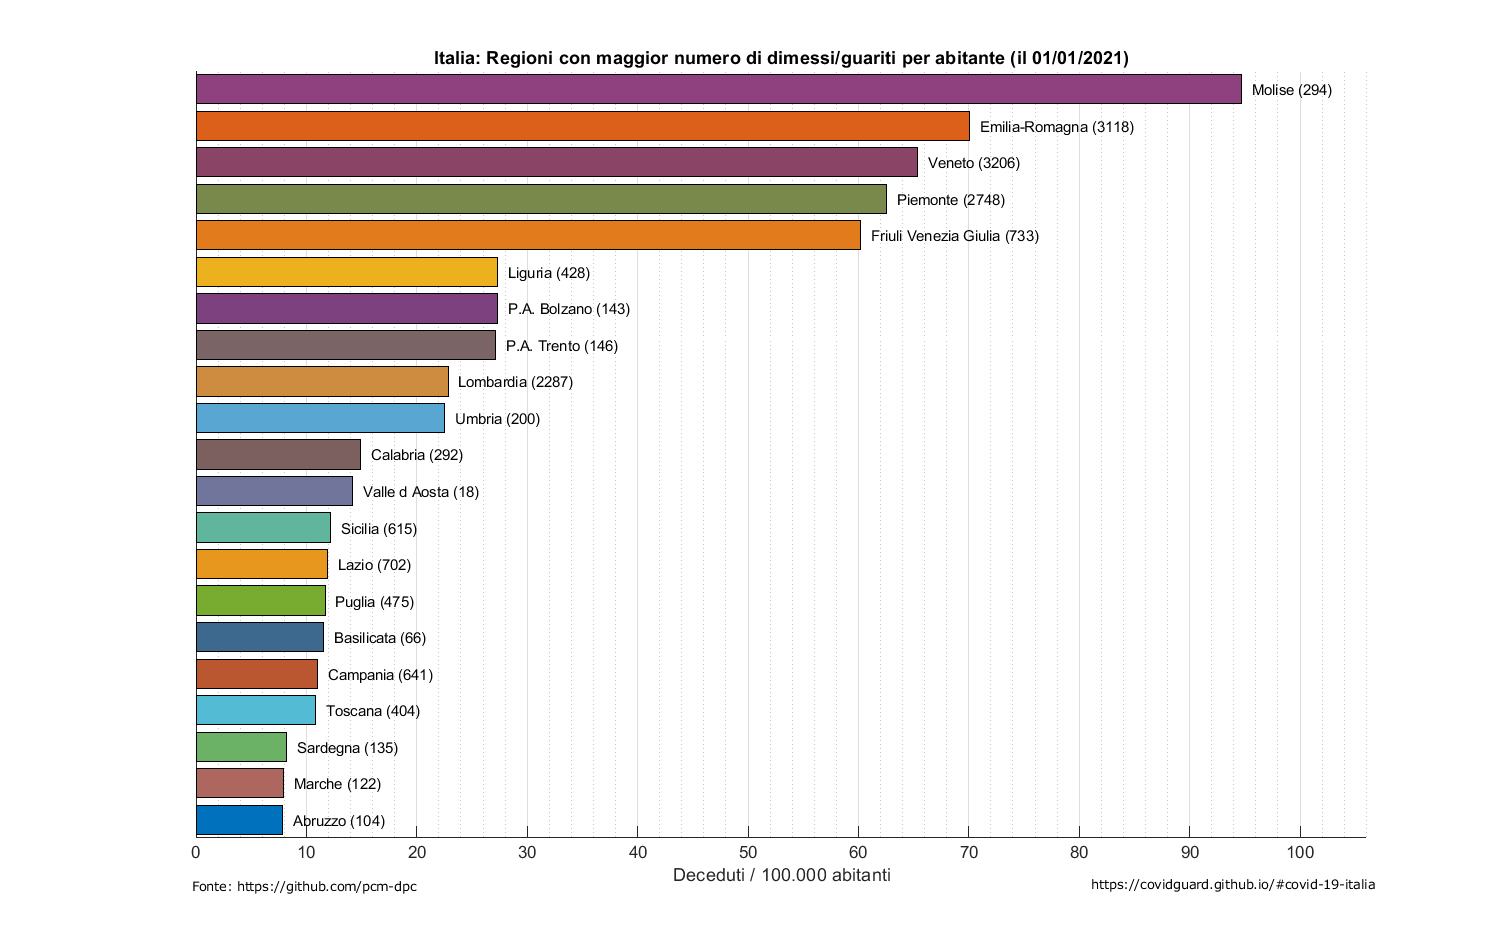 Italia: Regioni con maggior numero di dimessi/guariti per abitante (il 01/01/2021)
Molise (294)
Emilia-Romagna (3118)
Veneto (3206)
Piemonte (2748)
Friuli Venezia Giulia (733)
Liguria (428)
P.A. Bolzano (143)
P.A. Trento (146)
Lombardia (2287)
Umbria (200)
Calabria (292)
Valle d Aosta (18)
Sicilia (615)
Lazio (702)
Puglia (475)
Basilicata (66)
Campania (641)
Toscana (404)
Sardegna (135)
Marche (122)
Abruzzo (104)
0 10 20 30 40 50 60 70 80 90 100
Deceduti / 100.000 abitanti
Fonte: https://github.com/pcm-dpc
https://covidguard.github.io/#covid-19-italia